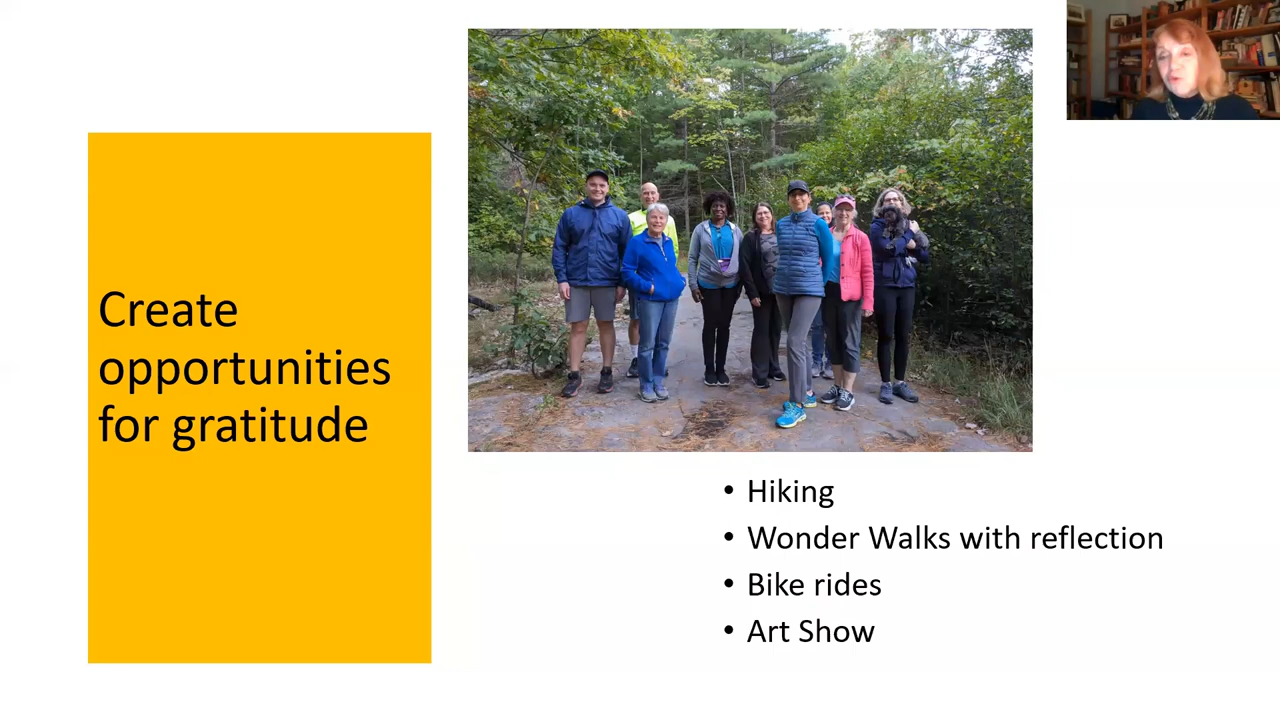 Create
opportunities
for gratitude
• Hiking
• Wonder Walks with reflection
• Bike rides
• Art Show